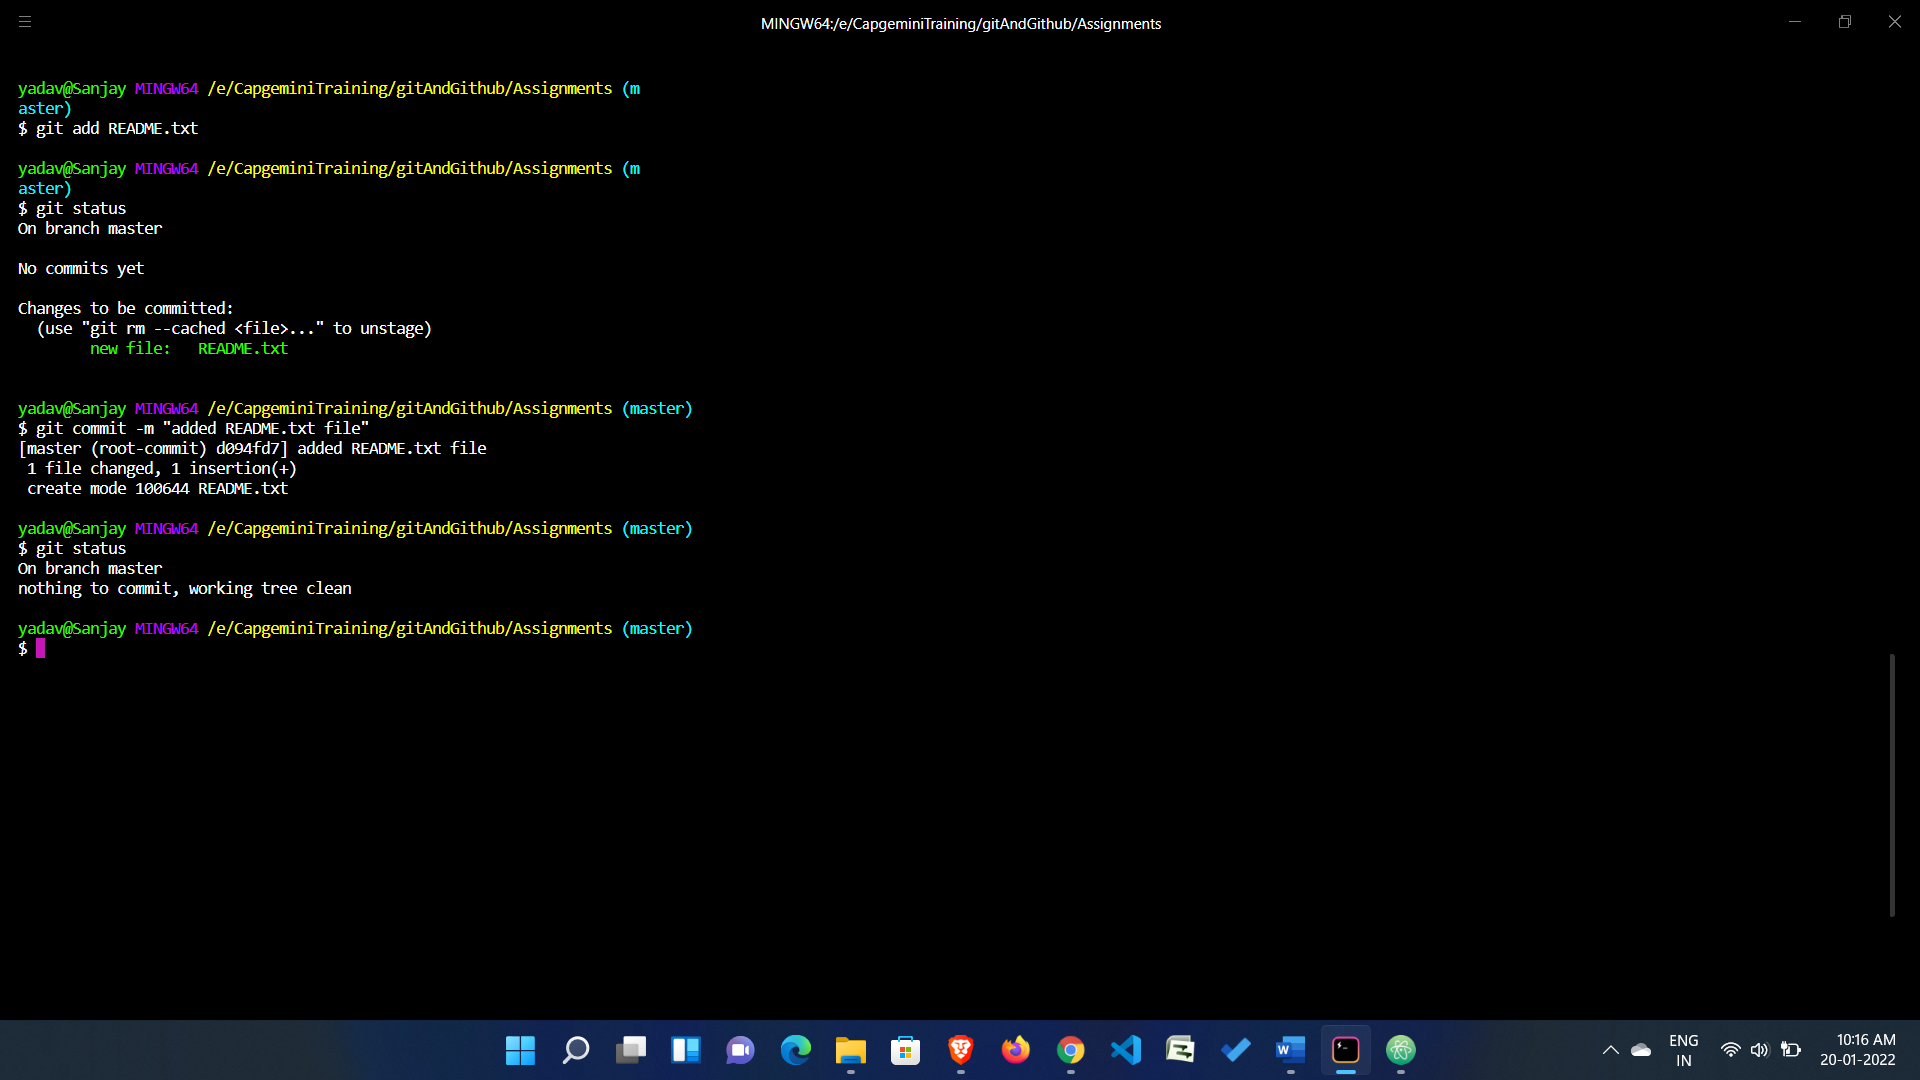 MINGW64:/e/CapgeminiTraining/gitAndGithub/Assignments
yadav@Sanjay MINGW64 /e/CapgeminiTraining/gitAndGithub/Assignments (m
aster)
$ git add README.txt
yadav@Sanjay MINGW64 /e/CapgeminiTraining/gitAndGithub/Assignments (m
aster)
$ git status
On branch master
No commits yet
Changes to be committed:
  (use "git rm --cached <file>..." to unstage)
        new file:   README.txt
yadav@Sanjay MINGW64 /e/CapgeminiTraining/gitAndGithub/Assignments (master)
$ git commit -m "added README.txt file"
[master (root-commit) d094fd7] added README.txt file
 1 file changed, 1 insertion(+)
 create mode 100644 README.txt
yadav@Sanjay MINGW64 /e/CapgeminiTraining/gitAndGithub/Assignments (master)
$ git status
On branch master
nothing to commit, working tree clean
yadav@Sanjay MINGW64 /e/CapgeminiTraining/gitAndGithub/Assignments (master)
$
ENG
IN
10:16 AM
20-01-2022